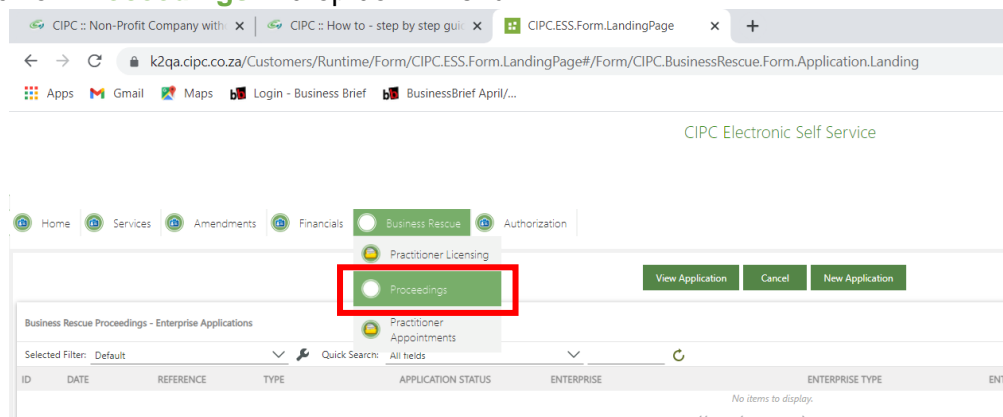 Proceedings
CIPC :: Non-Profit Company with CIPC :: How to - step by step guid CIPC.ESS.Form.LandingPage
k2qa.cipc.co.za/Customers/Runtime/Form/CIPC.ESS.Form.LandingPage#/Form/CIPC.BusinessRescue.Form.Application.Landing
Apps Gmail Maps Login - Business Brief BusinessBrief April/...
CIPC Electronic Self Service
Home Services Amendments Financials Business Rescue Authorization
Practitioner Licensing
Proceedings
View Application Cancel New Application
Business Rescue Proceedings - Enterprise Applications
Practitioner
Appointments
Selected Filter: Default Quick Search: All fields
ID DATE REFERENCE TYPE APPLICATION STATUS ENTERPRISE ENTERPRISE TYPE ENT
No items to display.